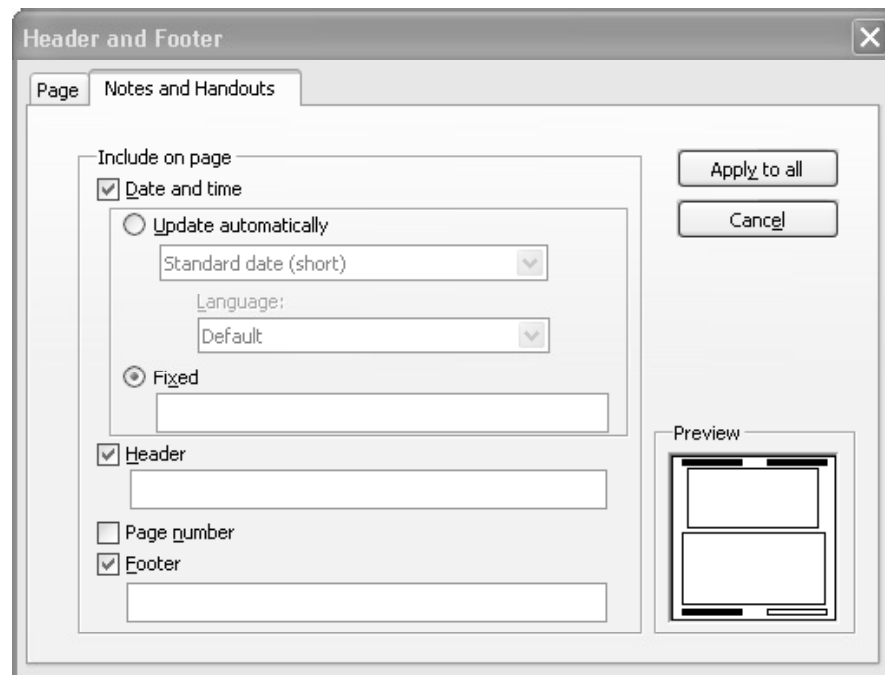 Header and Footer
Page
Notes and Handouts
Include on page
Date and time
Update automatically
Standard date (short)
Language:
Default
Fixed
Header
Page number
Footer
Apply to all
Cancel
Preview